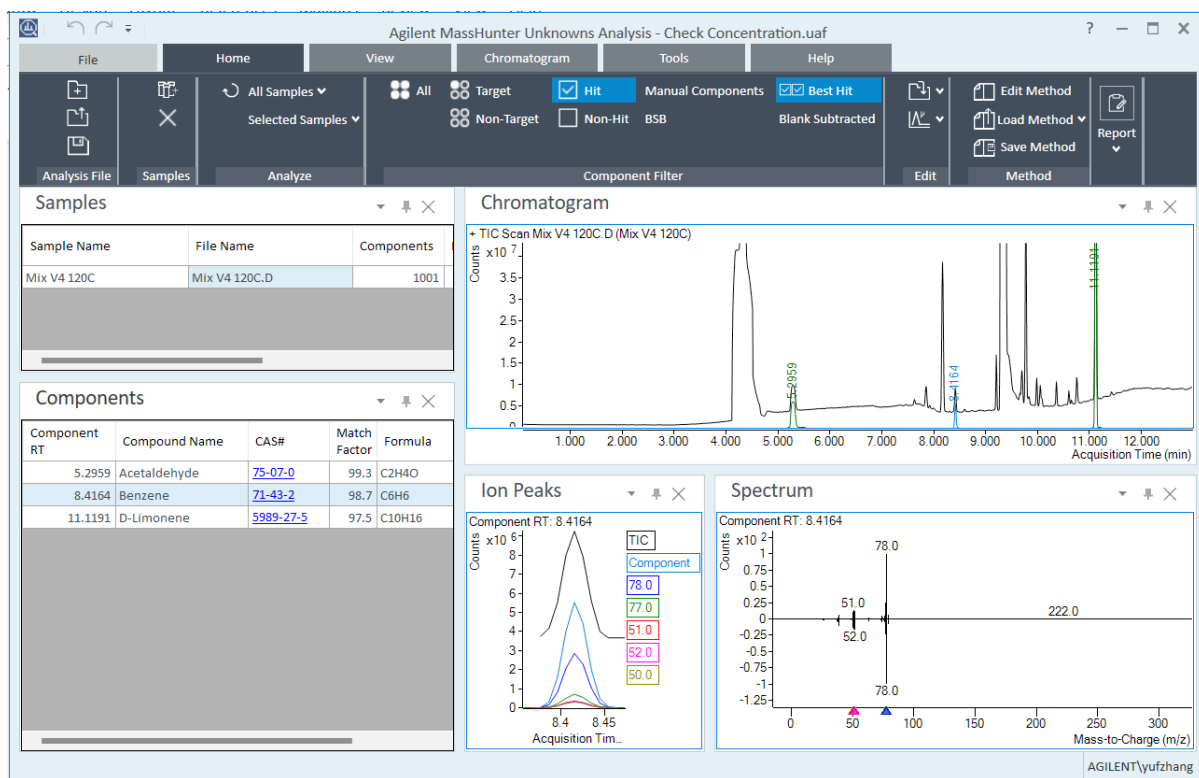 Agilent MassHunter Unknowns Analysis - Check Concentration.uaf
?
File Home View Chromatogram Tools Help
All Samples
Selected Samples
All Target Hit Manual Components Best Hit
Non-Target Non-Hit BSB Blank Subtracted
Edit Method
Load Method
Save Method
Report
Analysis File Samples Analyze Component Filter Edit Method
Samples
Sample Name File Name Components
Mix V4 120C Mix V4 120C.D 1001
Components
Component RT Compound Name CAS# Match Factor Formula
5.2959 Acetaldehyde 75-07-0 99.3 C2H4O
8.4164 Benzene 71-43-2 98.7 C6H6
11.1191 D-Limonene 5989-27-5 97.5 C10H16
Chromatogram
+ TIC Scan Mix V4 120C.D (Mix V4 120C)
Counts
x10 7
3.5
3
2.5
2
1.5
1
0.5
0
5.2959
8.4164
11.1191
1.000 2.000 3.000 4.000 5.000 6.000 7.000 8.000 9.000 10.000 11.000 12.000
Acquisition Time (min)
Ion Peaks
Component RT: 8.4164
Counts
x10 6
8
7
6
5
4
3
2
1
0
TIC
Component
78.0
77.0
51.0
52.0
50.0
8.4 8.45
Acquisition Tim...
Spectrum
Component RT: 8.4164
Counts
x10 2
1
0.75
0.5
0.25
0
-0.25
-0.5
-0.75
-1
-1.25
78.0
51.0
222.0
52.0
78.0
0 50 100 150 200 250 300
Mass-to-Charge (m/z)
AGILENT\yufzhang